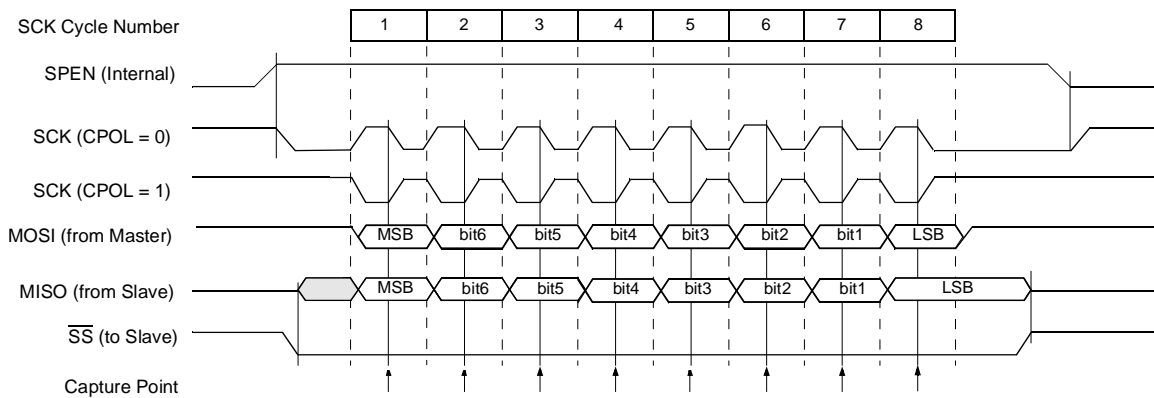 SCK Cycle Number 1 2 3 4 5 6 7 8
SPEN (Internal)
SCK (CPOL = 0)
SCK (CPOL = 1)
MOSI (from Master) MSB bit6 bit5 bit4 bit3 bit2 bit1 LSB
MISO (from Slave) MSB bit6 bit5 bit4 bit3 bit2 bit1 LSB
S̅S̅ (to Slave)
Capture Point